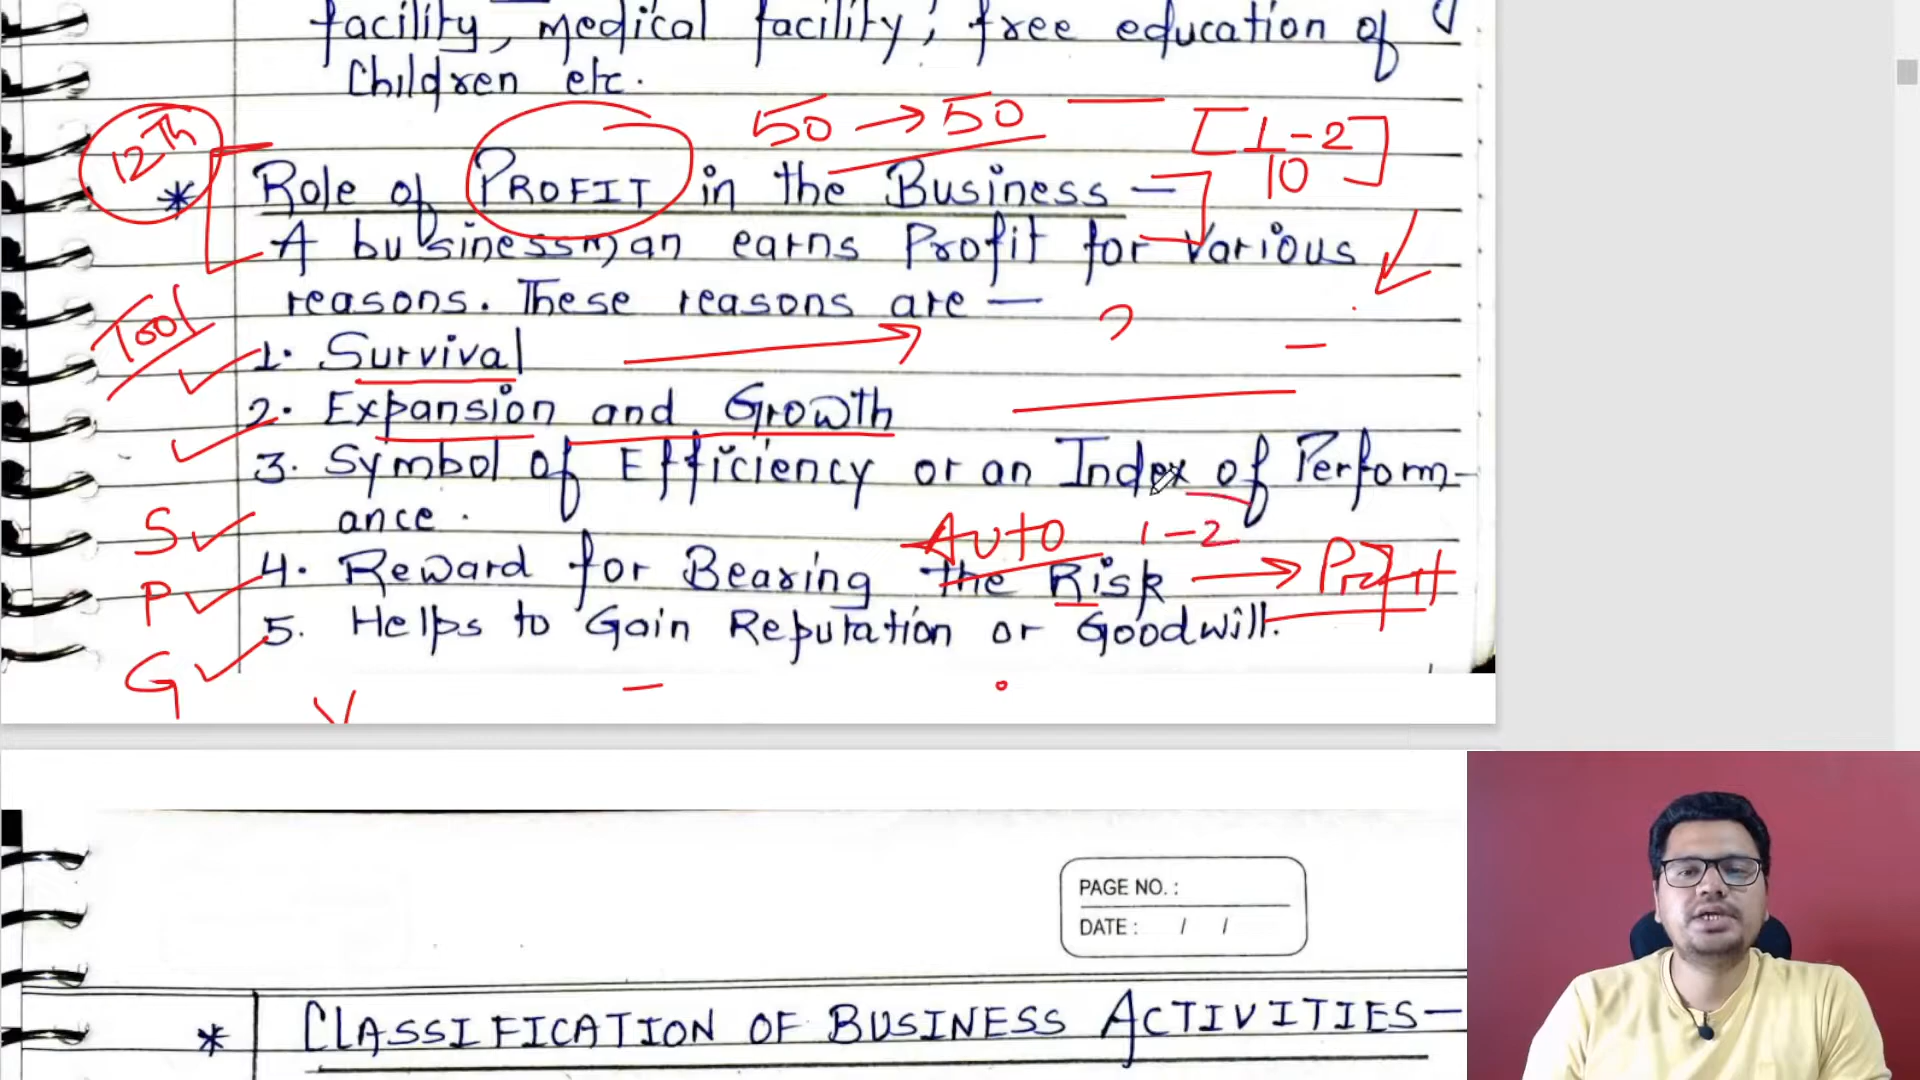 facility, medical facility, free education of
Children etc.
50 → 50
[1-2]
10
12th
* Role of PROFIT in the Business —
A businessman earns Profit for Various
reasons. These reasons are —
?
Tool
1. Survival
2. Expansion and Growth
3. Symbol of Efficiency or an Index of Perform-
ance.
S
Auto 1-2
4. Reward for Bearing the Risk → Profit
P
5. Helps to Gain Reputation or Goodwill.
G
PAGE NO. :
DATE : / /
* CLASSIFICATION OF BUSINESS ACTIVITIES—